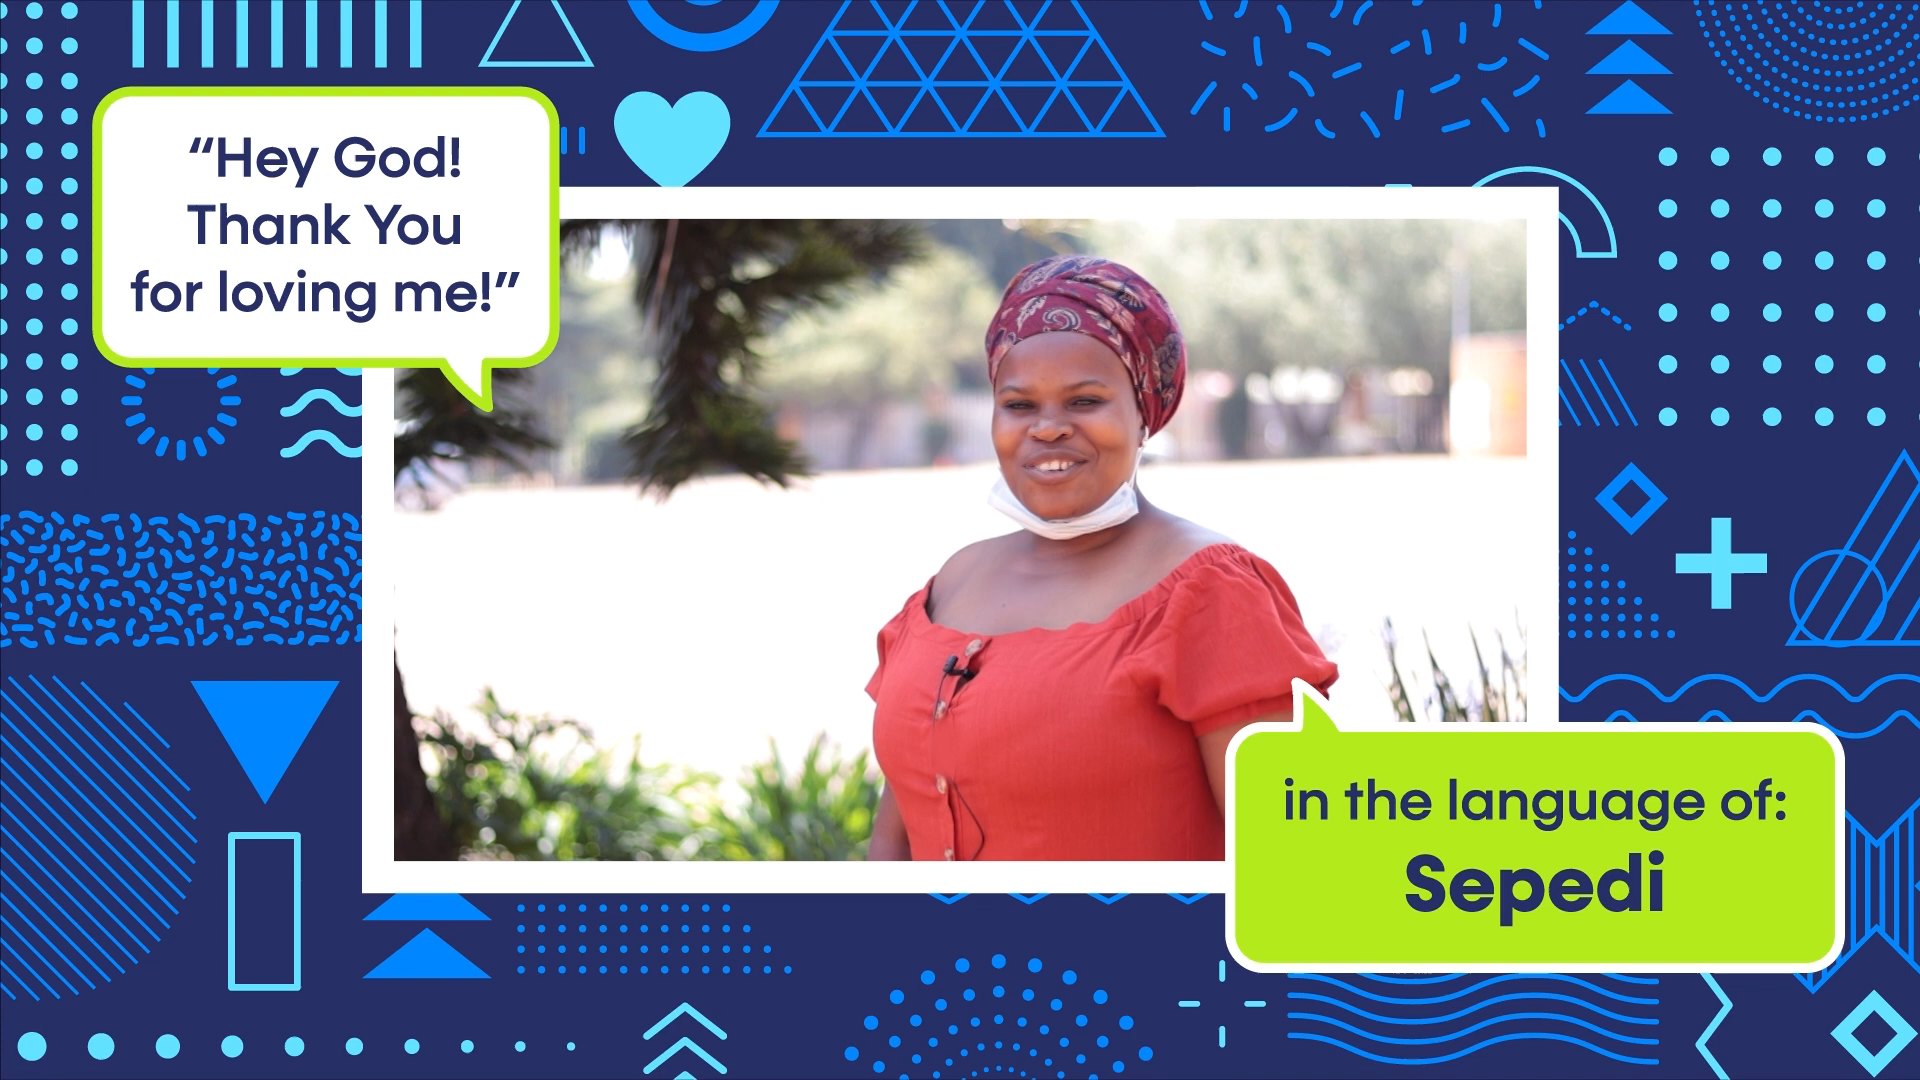 “Hey God!
Thank You
for loving me!”
in the language of:
Sepedi